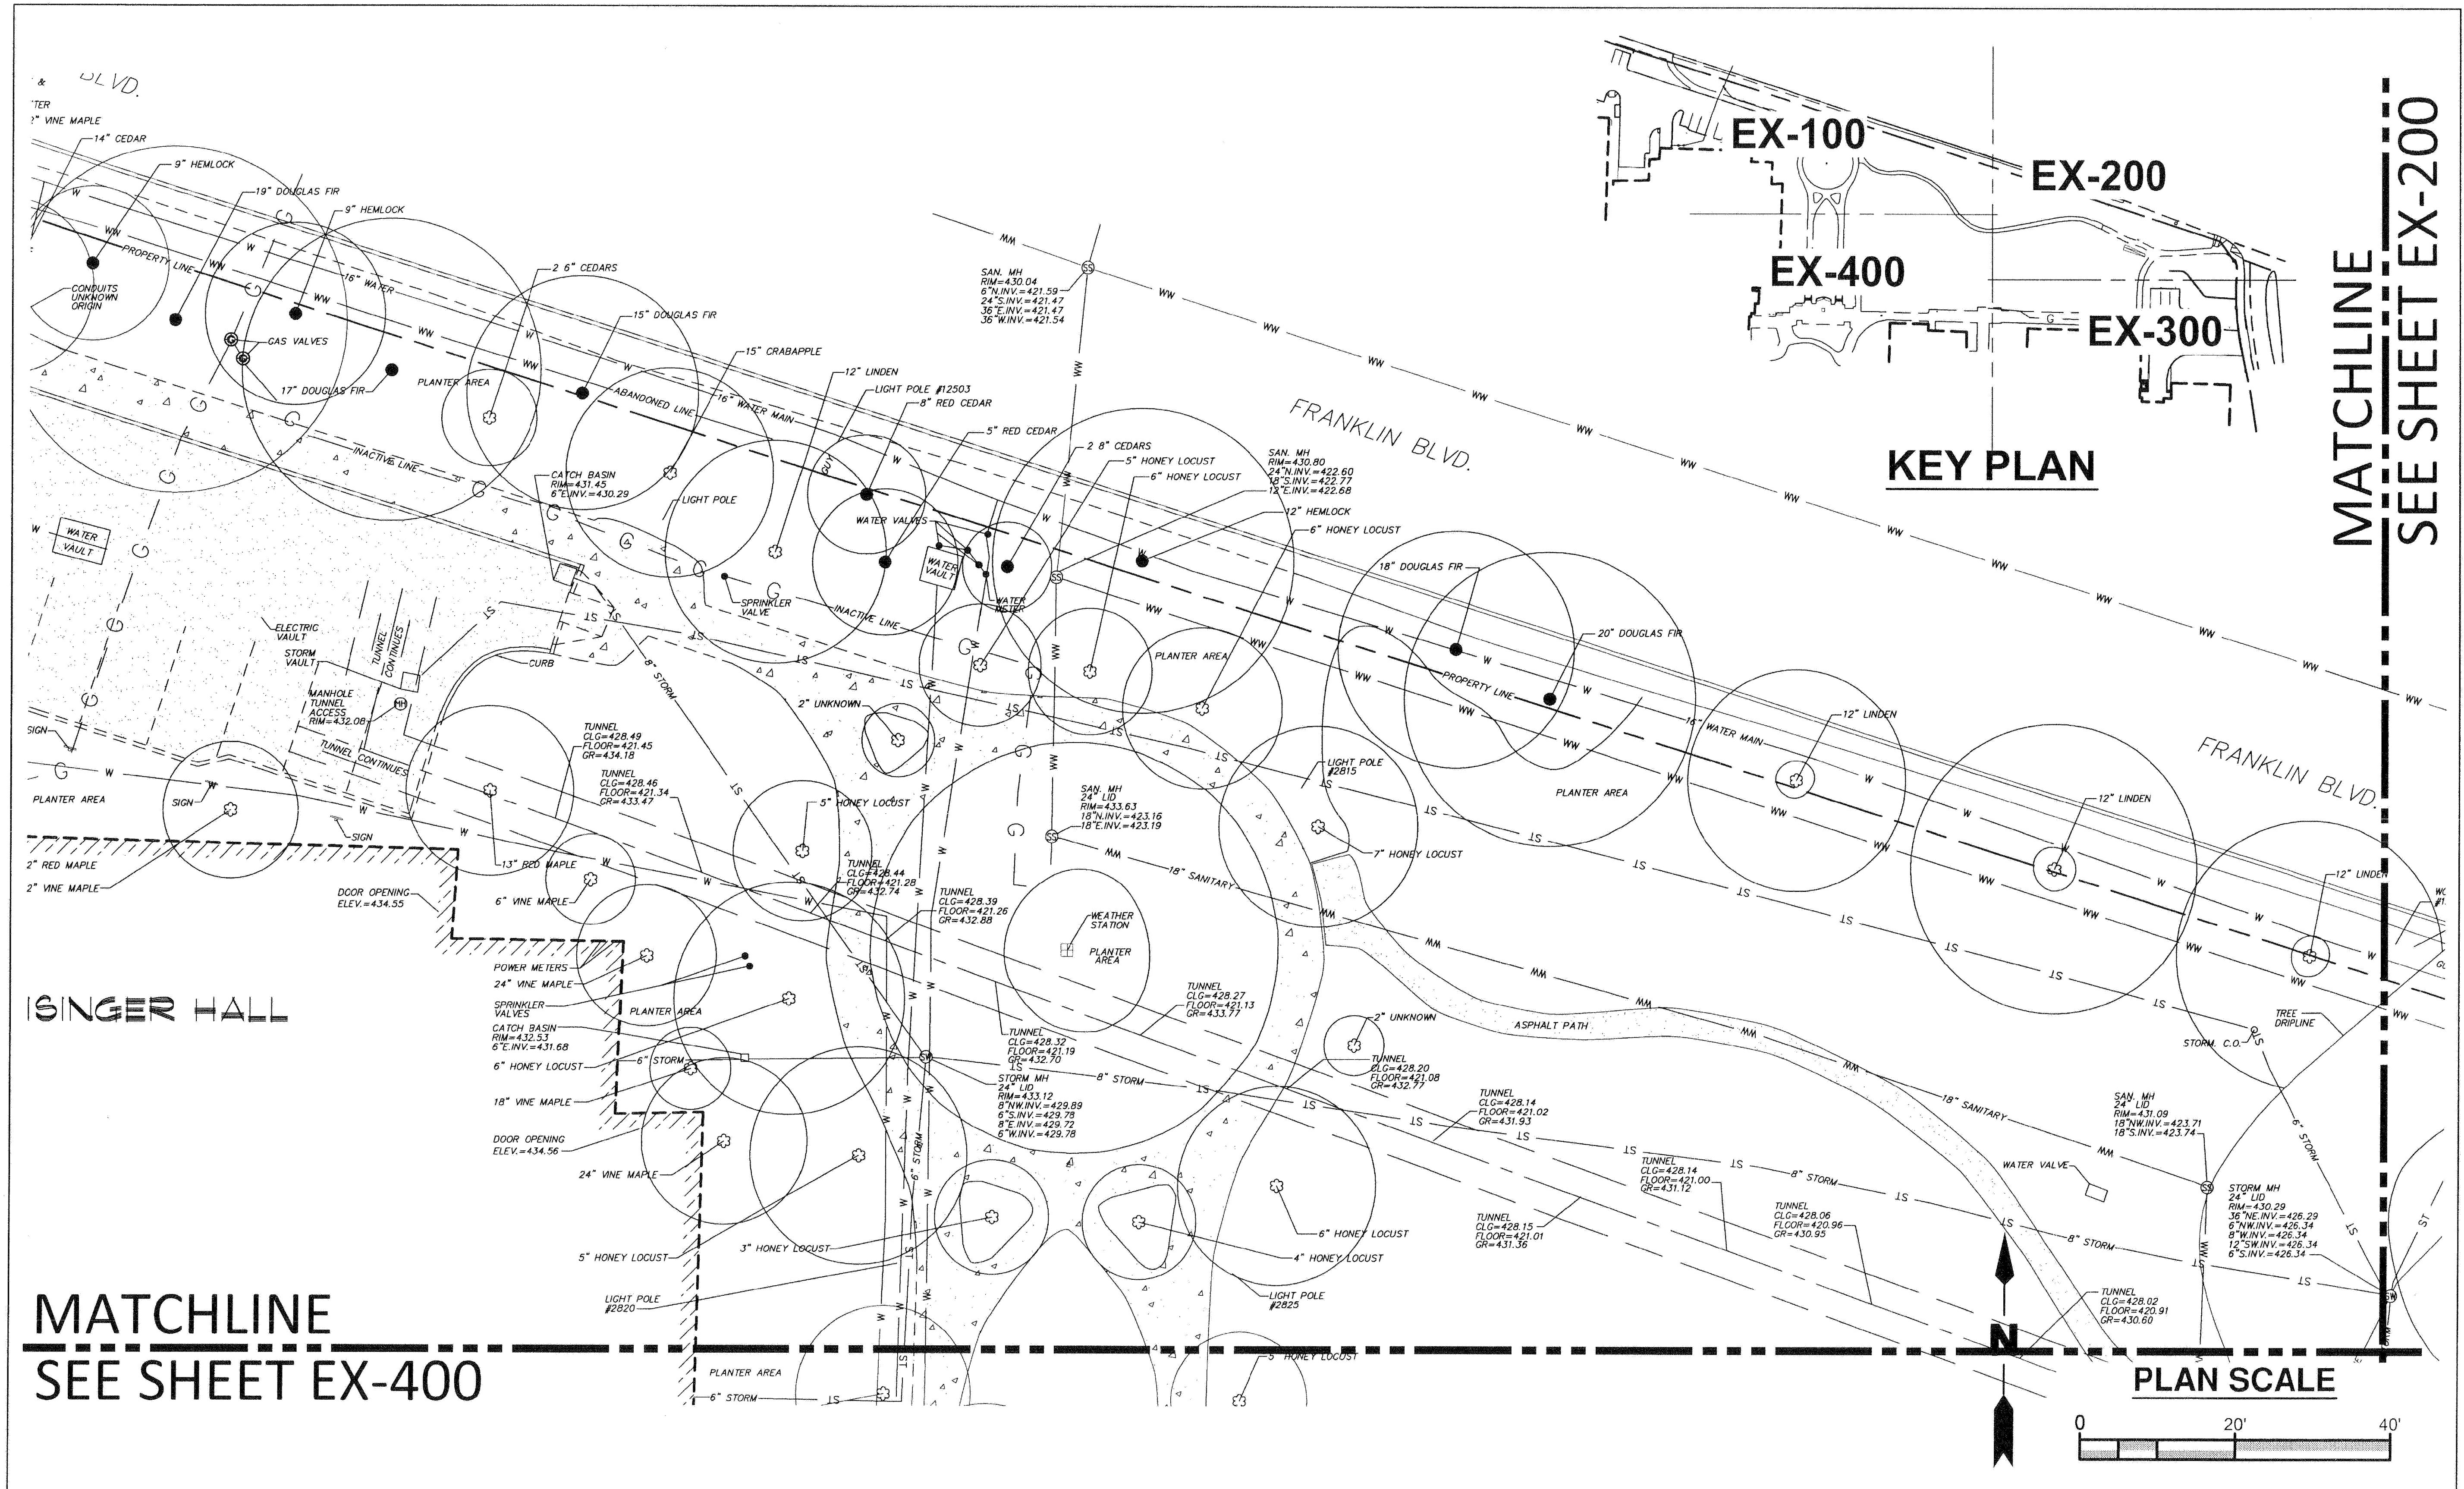 BLVD.
&
'TER
2" VINE MAPLE
14" CEDAR
9" HEMLOCK
19" DOUGLAS FIR
9" HEMLOCK
PROPERTY LINE
16" WATER
CONDUITS
UNKNOWN
ORIGIN
GAS VALVES
17" DOUGLAS FIR
PLANTER AREA
2 6" CEDARS
15" DOUGLAS FIR
15" CRABAPPLE
12" LINDEN
LIGHT POLE #12503
8" RED CEDAR
5" RED CEDAR
ABANDONED LINE
16" WATER MAIN
GUY
INACTIVE LINE
CATCH BASIN
RIM=431.45
6"E.INV.=430.29
LIGHT POLE
WATER VALVES
WATER
VAULT
WATER
METER
SPRINKLER
VALVE
INACTIVE LINE
SAN. MH
RIM=430.04
6"N.INV.=421.59
24"S.INV.=421.47
36"E.INV.=421.47
36"W.INV.=421.54
2 8" CEDARS
5" HONEY LOCUST
6" HONEY LOCUST
SAN. MH
RIM=430.80
24"N.INV.=422.60
18"S.INV.=422.77
12"E.INV.=422.68
12" HEMLOCK
6" HONEY LOCUST
FRANKLIN BLVD.
EX-100
EX-200
EX-400
EX-300
KEY PLAN
MATCHLINE
SEE SHEET EX-200
18" DOUGLAS FIR
20" DOUGLAS FIR
PLANTER AREA
PROPERTY LINE
16" WATER MAIN
12" LINDEN
12" LINDEN
12" LINDEN
FRANKLIN BLVD.
PLANTER AREA
WATER
VAULT
ELECTRIC
VAULT
STORM
VAULT
TUNNEL
CONTINUES
MANHOLE
TUNNEL
ACCESS
RIM=432.08
CURB
8" STORM
TUNNEL
CONTINUES
SIGN
SIGN
SIGN
PLANTER AREA
2" RED MAPLE
2" VINE MAPLE
13" RED MAPLE
6" VINE MAPLE
DOOR OPENING
ELEV.=434.55
TUNNEL
CLG=428.49
FLOOR=421.45
GR=434.18
TUNNEL
CLG=428.46
FLOOR=421.34
GR=433.47
2" UNKNOWN
5" HONEY LOCUST
TUNNEL
CLG=428.44
FLOOR=421.28
GR=432.74
TUNNEL
CLG=428.39
FLOOR=421.26
GR=432.88
SAN. MH
24" LID
RIM=433.63
18"N.INV.=423.16
18"E.INV.=423.19
18" SANITARY
LIGHT POLE
#2815
7" HONEY LOCUST
WEATHER
STATION
PLANTER
AREA
ISINGER HALL
POWER METERS
24" VINE MAPLE
SPRINKLER
VALVES
PLANTER AREA
CATCH BASIN
RIM=432.53
6"E.INV.=431.68
6" HONEY LOCUST
6" STORM
18" VINE MAPLE
DOOR OPENING
ELEV.=434.56
24" VINE MAPLE
5" HONEY LOCUST
3" HONEY LOCUST
LIGHT POLE
#2820
6" STORM
TUNNEL
CLG=428.32
FLOOR=421.19
GR=432.70
STORM MH
24" LID
RIM=433.12
8"NW.INV.=429.89
6"S.INV.=429.78
8"E.INV.=429.72
6"W.INV.=429.78
8" STORM
TUNNEL
CLG=428.27
FLOOR=421.13
GR=433.77
2" UNKNOWN
TUNNEL
CLG=428.20
FLOOR=421.08
GR=432.77
TUNNEL
CLG=428.14
FLOOR=421.02
GR=431.93
ASPHALT PATH
TUNNEL
CLG=428.14
FLOOR=421.00
GR=431.12
TUNNEL
CLG=428.15
FLOOR=421.01
GR=431.36
TUNNEL
CLG=428.06
FLOOR=420.96
GR=430.95
8" STORM
8" STORM
6" HONEY LOCUST
4" HONEY LOCUST
LIGHT POLE
#2825
5" HONEY LOCUST
18" SANITARY
TREE
DRIPLINE
STORM. C.O.
6" STORM
SAN. MH
24" LID
RIM=431.09
18"NW.INV.=423.71
18"S.INV.=423.74
WATER VALVE
STORM MH
24" LID
RIM=430.29
36"NE.INV.=426.29
6"NW.INV.=426.34
8"W.INV.=426.34
12"SW.INV.=426.34
6"S.INV.=426.34
TUNNEL
CLG=428.02
FLOOR=420.91
GR=430.60
MATCHLINE
SEE SHEET EX-400
PLANTER AREA
6" STORM
N
PLAN SCALE
0 20' 40'